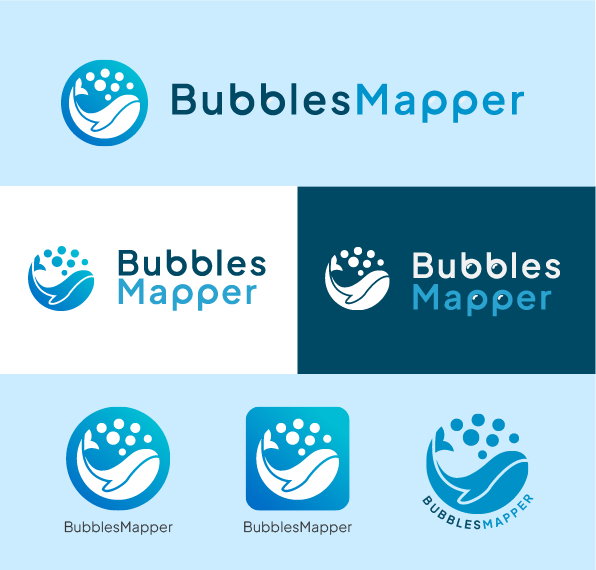 BubblesMapper
Bubbles
Mapper
Bubbles
Mapper
BubblesMapper
BubblesMapper
BUBBLESMAPPER